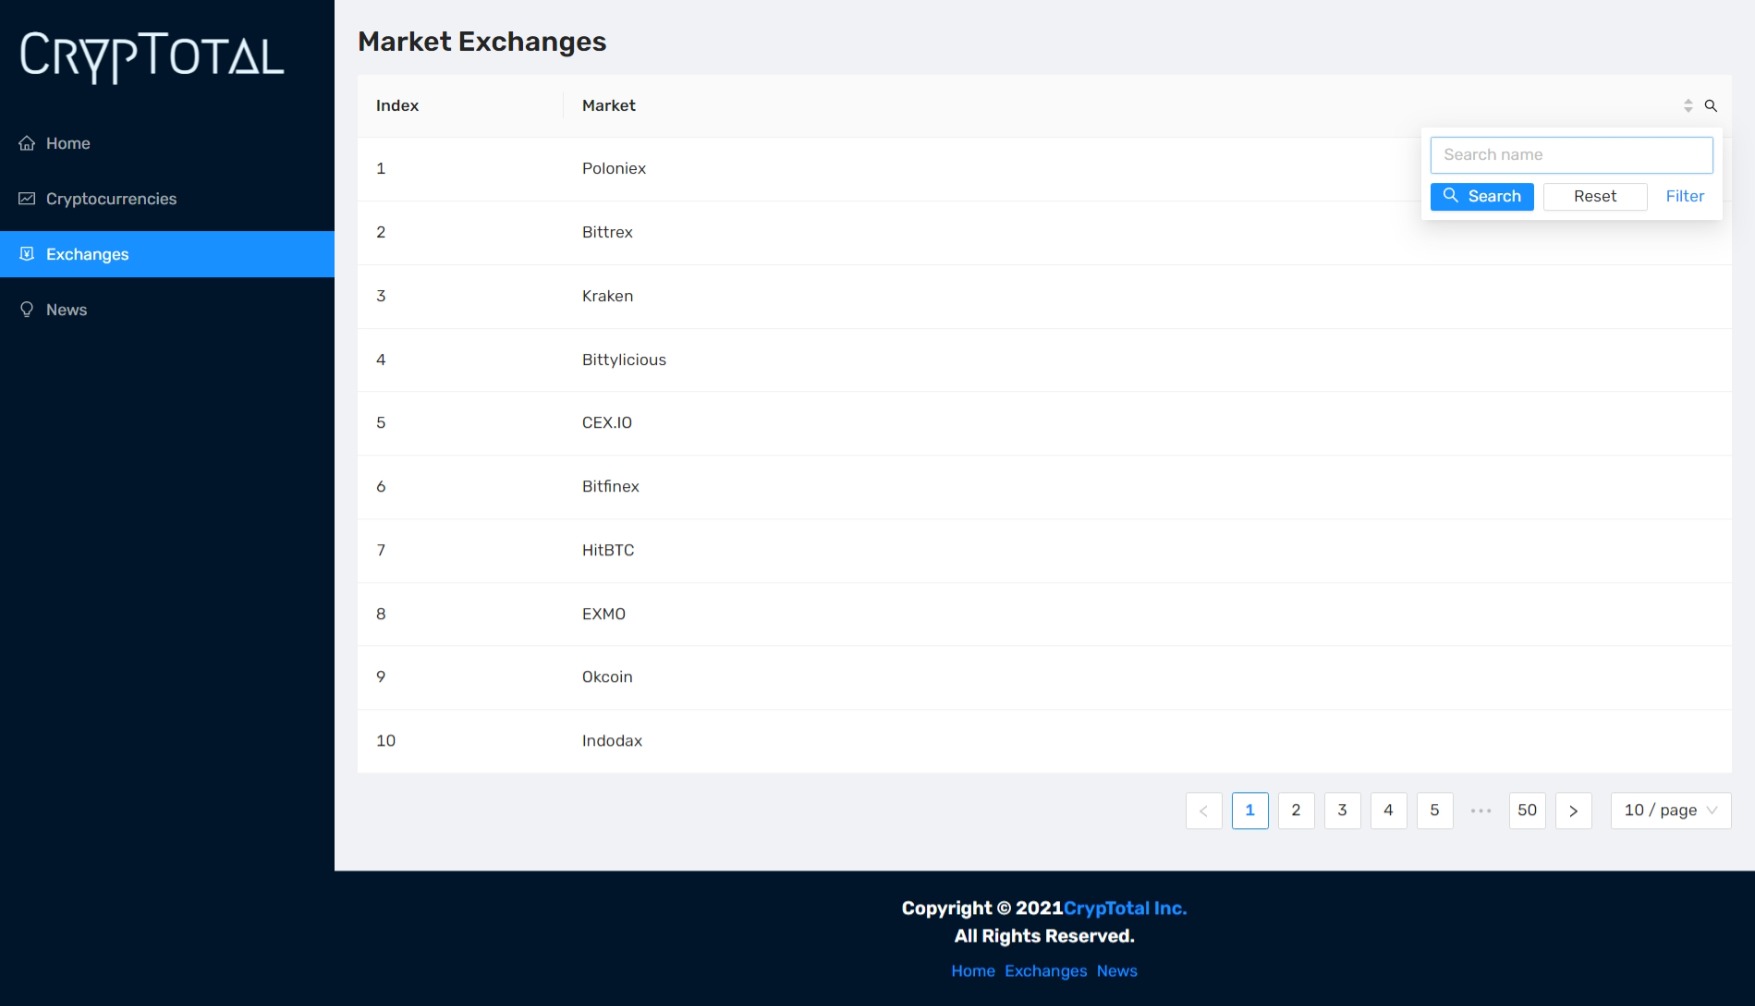 CRYPTOTAL
Home
Cryptocurrencies
Exchanges
News
Market Exchanges
Index Market
Search name
Search Reset Filter
1 Poloniex
2 Bittrex
3 Kraken
4 Bittylicious
5 CEX.IO
6 Bitfinex
7 HitBTC
8 EXMO
9 Okcoin
10 Indodax
< 1 2 3 4 5 ••• 50 > 10 / page
Copyright © 2021CrypTotal Inc.
All Rights Reserved.
Home Exchanges News